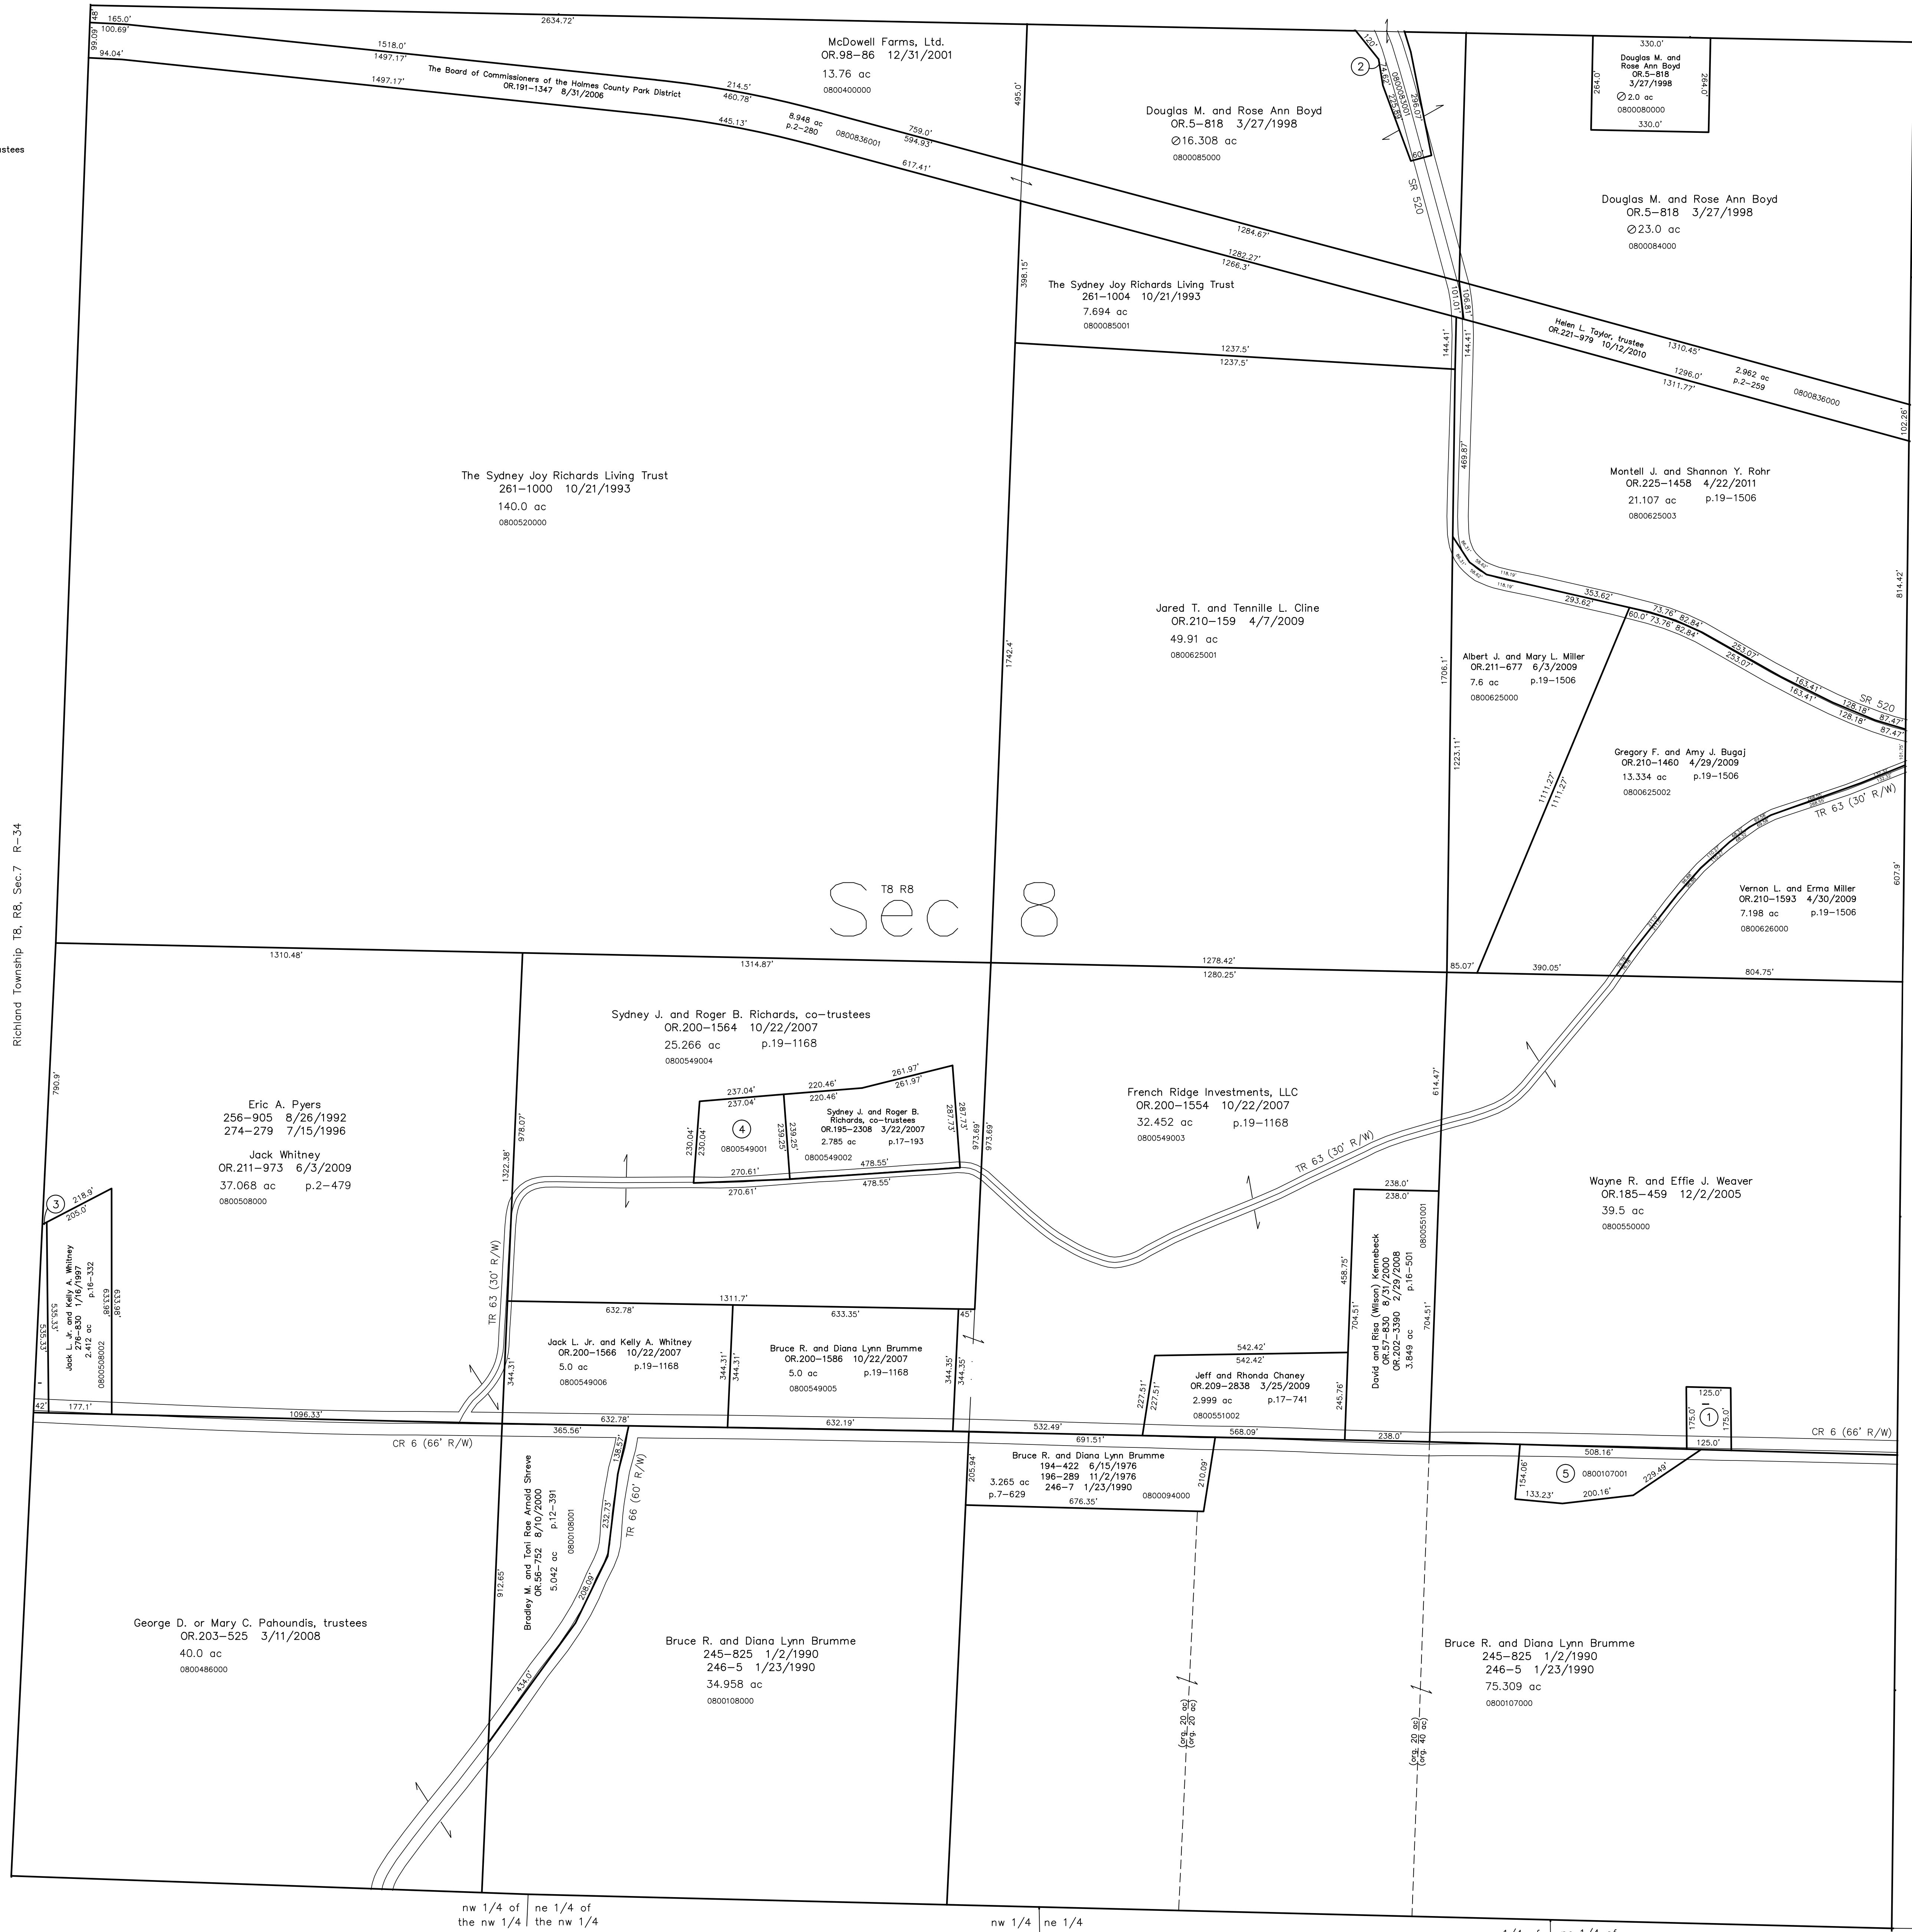 48'
165.0'
100.69'
99.09'
94.04'
2634.72'
1518.0'
1497.17'
1497.17'
The Board of Commissioners of the Holmes County Park District
OR.191-1347 8/31/2006
214.5'
460.78'
445.13'
8.948 ac
p.2-280
0800836001
759.0'
594.93'
617.41'
McDowell Farms, Ltd.
OR.98-86 12/31/2001
13.76 ac
0800400000
495.0'
Douglas M. and Rose Ann Boyd
OR.5-818 3/27/1998
∅16.308 ac
0800085000
120'
2
74.62'
225.89'
0800083001
296.07'
60'
SR 520
330.0'
264.0'
Douglas M. and
Rose Ann Boyd
OR.5-818
3/27/1998
∅ 2.0 ac
0800080000
264.0'
330.0'
Douglas M. and Rose Ann Boyd
OR.5-818 3/27/1998
∅23.0 ac
0800084000
ustees
1284.67'
1282.27'
1266.3'
398.15'
The Sydney Joy Richards Living Trust
261-1004 10/21/1993
7.694 ac
0800085001
101.01'
106.81'
144.41'
144.41'
Helen L. Taylor, trustee
OR.221-979 10/12/2010
1310.45'
1296.0'
1311.77'
2.962 ac
p.2-259
0800836000
102.26'
1237.5'
1237.5'
469.87'
The Sydney Joy Richards Living Trust
261-1000 10/21/1993
140.0 ac
0800520000
Montell J. and Shannon Y. Rohr
OR.225-1458 4/22/2011
21.107 ac p.19-1506
0800625003
814.42'
86.31'
58.62'
118.19'
86.31'
58.62'
118.19'
353.62'
293.62'
60.0'
73.76'
82.84'
73.76'
82.84'
253.07'
253.07'
163.41'
163.41'
128.18'
128.18'
87.47'
87.47'
SR 520
101.75'
Jared T. and Tennille L. Cline
OR.210-159 4/7/2009
49.91 ac
0800625001
1742.4'
1706.1'
1223.11'
Albert J. and Mary L. Miller
OR.211-677 6/3/2009
7.6 ac p.19-1506
0800625000
1111.27'
1111.27'
Gregory F. and Amy J. Bugaj
OR.210-1460 4/29/2009
13.334 ac p.19-1506
0800625002
TR 63 (30' R/W)
607.9'
Vernon L. and Erma Miller
OR.210-1593 4/30/2009
7.198 ac p.19-1506
0800626000
Richland Township T8, R8, Sec.7 R-34
T8 R8
Sec 8
1310.48'
1314.87'
1278.42'
1280.25'
85.07'
390.05'
804.75'
790.9'
Eric A. Pyers
256-905 8/26/1992
274-279 7/15/1996
Jack Whitney
OR.211-973 6/3/2009
37.068 ac p.2-479
0800508000
978.07'
1322.38'
Sydney J. and Roger B. Richards, co-trustees
OR.200-1564 10/22/2007
25.266 ac p.19-1168
0800549004
237.04'
237.04'
220.46'
220.46'
261.97'
261.97'
230.04'
230.04'
4
0800549001
239.25'
239.25'
Sydney J. and Roger B.
Richards, co-trustees
OR.195-2308 3/22/2007
2.785 ac p.17-193
0800549002
287.73'
287.73'
673.69'
673.69'
270.61'
270.61'
478.55'
478.55'
French Ridge Investments, LLC
OR.200-1554 10/22/2007
32.452 ac p.19-1168
0800549003
614.47'
TR 63 (30' R/W)
Wayne R. and Effie J. Weaver
OR.185-459 12/2/2005
39.5 ac
0800550000
3
218.9'
205.0'
535.33'
535.33'
Jack L. Jr. and Kelly A. Whitney
276-830 1/16/1997
2.412 ac p.16-332
0800508002
633.98'
633.98'
42'
177.1'
1096.33'
TR 63 (30' R/W)
1311.7'
632.78'
633.35'
45'
344.31'
Jack L. Jr. and Kelly A. Whitney
OR.200-1566 10/22/2007
5.0 ac p.19-1168
0800549006
344.31'
344.31'
Bruce R. and Diana Lynn Brumme
OR.200-1586 10/22/2007
5.0 ac p.19-1168
0800549005
344.35'
344.35'
238.0'
238.0'
458.75'
704.51'
David and Risa (Wilson) Kennebeck
OR.57-830 8/31/2000
OR.202-3390 2/29/2008
3.849 ac p.16-501
0800551001
704.51'
542.42'
542.42'
227.51'
227.51'
Jeff and Rhonda Chaney
OR.209-2838 3/25/2009
2.999 ac p.17-741
0800551002
245.76'
125.0'
175.0'
1
175.0'
125.0'
CR 6 (66' R/W)
365.56'
632.78'
632.19'
532.49'
691.51'
568.09'
238.0'
508.16'
CR 6 (66' R/W)
138.57'
232.73'
208.09'
434.0'
912.65'
Bradley M. and Toni Rae Arnold Shreve
OR.56-752 8/10/2000
5.042 ac p.12-391
0800108001
TR 66 (60' R/W)
205.94'
Bruce R. and Diana Lynn Brumme
194-422 6/15/1976
196-289 11/2/1976
246-7 1/23/1990
3.265 ac
p.7-629
0800094000
676.35'
210.09'
154.06'
5
0800107001
133.23'
200.16'
229.49'
George D. or Mary C. Pahoundis, trustees
OR.203-525 3/11/2008
40.0 ac
0800486000
Bruce R. and Diana Lynn Brumme
245-825 1/2/1990
246-5 1/23/1990
34.958 ac
0800108000
(org. 20 ac)
(org. 20 ac)
(org. 20 ac)
(org. 40 ac)
Bruce R. and Diana Lynn Brumme
245-825 1/2/1990
246-5 1/23/1990
75.309 ac
0800107000
nw 1/4 of
the nw 1/4
ne 1/4 of
the nw 1/4
nw 1/4
ne 1/4